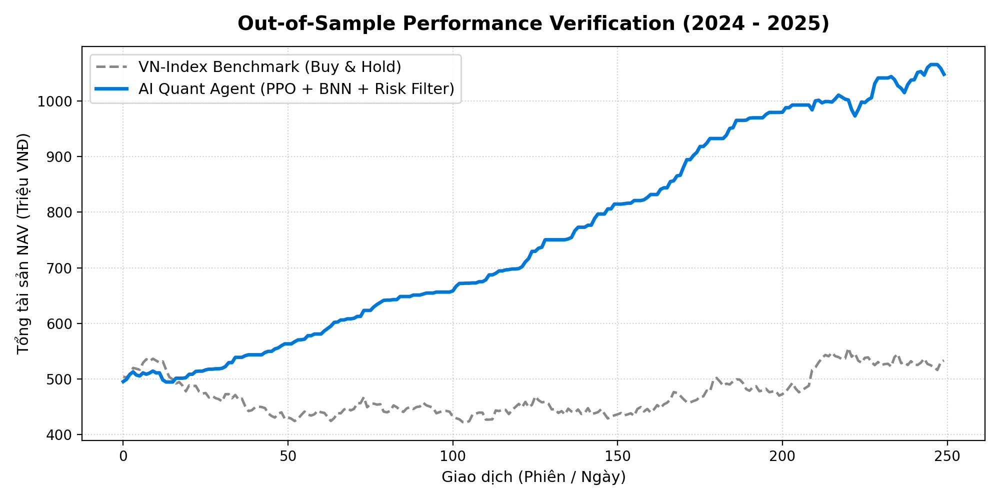 Out-of-Sample Performance Verification (2024 - 2025)
VN-Index Benchmark (Buy & Hold)
AI Quant Agent (PPO + BNN + Risk Filter)
Tổng tài sản NAV (Triệu VNĐ)
1000
900
800
700
600
500
400
0 50 100 150 200 250
Giao dịch (Phiên / Ngày)